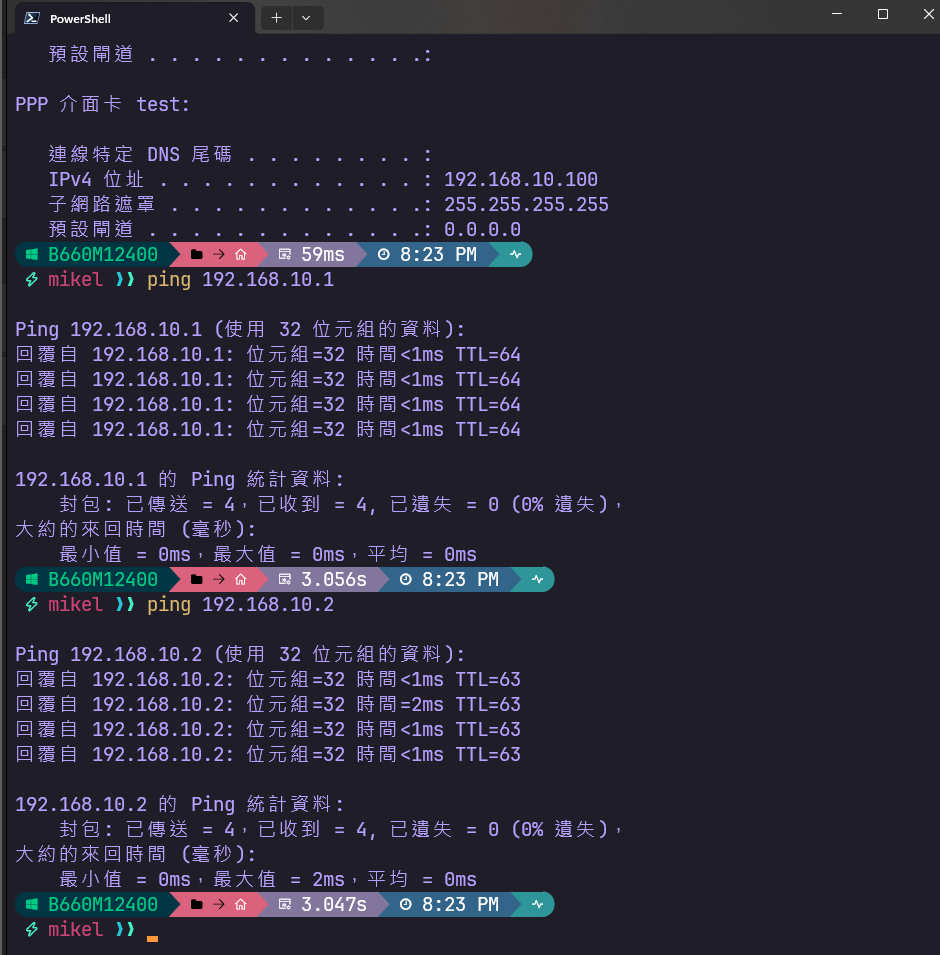 PowerShell
預設閘道 . . . . . . . . . . . . .:
PPP 介面卡 test:
連線特定 DNS 尾碼 . . . . . . . . :
IPv4 位址 . . . . . . . . . . . . : 192.168.10.100
子網路遮罩 . . . . . . . . . . . .: 255.255.255.255
預設閘道 . . . . . . . . . . . . .: 0.0.0.0
B660M12400 → 59ms 8:23 PM
mikel ❯❯ ping 192.168.10.1
Ping 192.168.10.1 (使用 32 位元組的資料):
回覆自 192.168.10.1: 位元組=32 時間<1ms TTL=64
回覆自 192.168.10.1: 位元組=32 時間<1ms TTL=64
回覆自 192.168.10.1: 位元組=32 時間<1ms TTL=64
回覆自 192.168.10.1: 位元組=32 時間<1ms TTL=64
192.168.10.1 的 Ping 統計資料:
封包: 已傳送 = 4，已收到 = 4, 已遺失 = 0 (0% 遺失)，
大約的來回時間 (毫秒):
最小值 = 0ms，最大值 = 0ms，平均 = 0ms
B660M12400 → 3.056s 8:23 PM
mikel ❯❯ ping 192.168.10.2
Ping 192.168.10.2 (使用 32 位元組的資料):
回覆自 192.168.10.2: 位元組=32 時間<1ms TTL=63
回覆自 192.168.10.2: 位元組=32 時間=2ms TTL=63
回覆自 192.168.10.2: 位元組=32 時間<1ms TTL=63
回覆自 192.168.10.2: 位元組=32 時間<1ms TTL=63
192.168.10.2 的 Ping 統計資料:
封包: 已傳送 = 4，已收到 = 4, 已遺失 = 0 (0% 遺失)，
大約的來回時間 (毫秒):
最小值 = 0ms，最大值 = 2ms，平均 = 0ms
B660M12400 → 3.047s 8:23 PM
mikel ❯❯